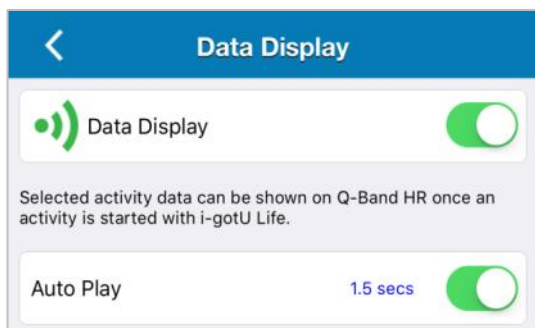 Data Display
Data Display
Selected activity data can be shown on Q-Band HR once an
activity is started with i-gotU Life.
Auto Play 1.5 secs